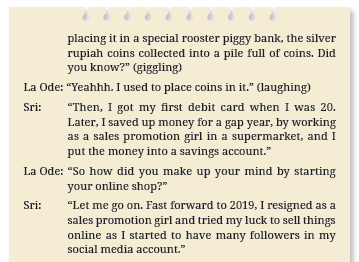 placing it in a special rooster piggy bank, the silver
rupiah coins collected into a pile full of coins. Did
you know?” (giggling)
La Ode: “Yeahhh. I used to place coins in it.” (laughing)
Sri: “Then, I got my first debit card when I was 20.
Later, I saved up money for a gap year, by working
as a sales promotion girl in a supermarket, and I
put the money into a savings account.”
La Ode: “So how did you make up your mind by starting
your online shop?”
Sri: “Let me go on. Fast forward to 2019, I resigned as a
sales promotion girl and tried my luck to sell things
online as I started to have many followers in my
social media account.”